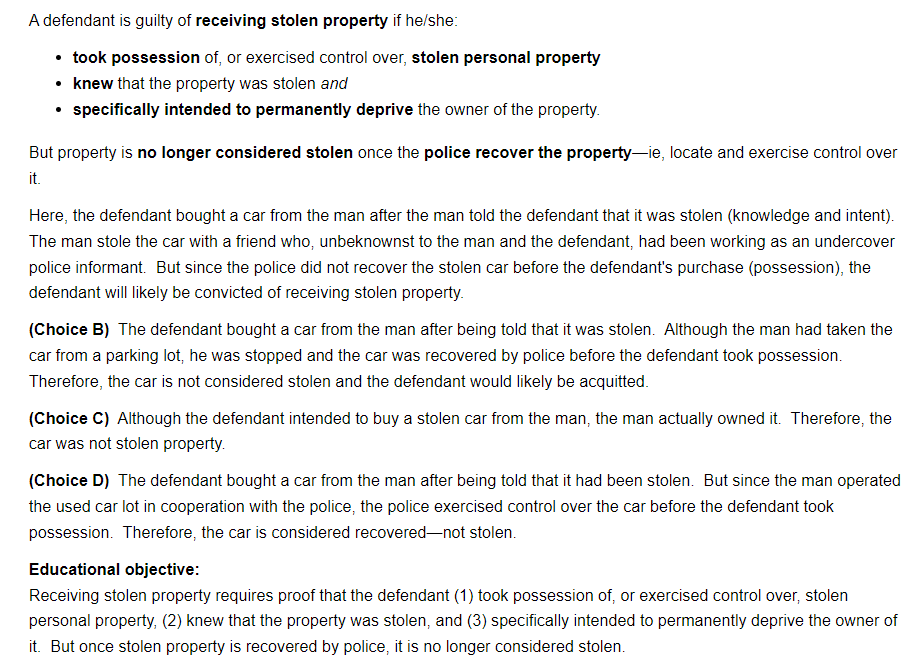 A defendant is guilty of receiving stolen property if he/she:
• took possession of, or exercised control over, stolen personal property
• knew that the property was stolen and
• specifically intended to permanently deprive the owner of the property.
But property is no longer considered stolen once the police recover the property—ie, locate and exercise control over
it.
Here, the defendant bought a car from the man after the man told the defendant that it was stolen (knowledge and intent).
The man stole the car with a friend who, unbeknownst to the man and the defendant, had been working as an undercover
police informant.  But since the police did not recover the stolen car before the defendant's purchase (possession), the
defendant will likely be convicted of receiving stolen property.
(Choice B)  The defendant bought a car from the man after being told that it was stolen.  Although the man had taken the
car from a parking lot, he was stopped and the car was recovered by police before the defendant took possession.
Therefore, the car is not considered stolen and the defendant would likely be acquitted.
(Choice C)  Although the defendant intended to buy a stolen car from the man, the man actually owned it.  Therefore, the
car was not stolen property.
(Choice D)  The defendant bought a car from the man after being told that it had been stolen.  But since the man operated
the used car lot in cooperation with the police, the police exercised control over the car before the defendant took
possession.  Therefore, the car is considered recovered—not stolen.
Educational objective:
Receiving stolen property requires proof that the defendant (1) took possession of, or exercised control over, stolen
personal property, (2) knew that the property was stolen, and (3) specifically intended to permanently deprive the owner of
it.  But once stolen property is recovered by police, it is no longer considered stolen.